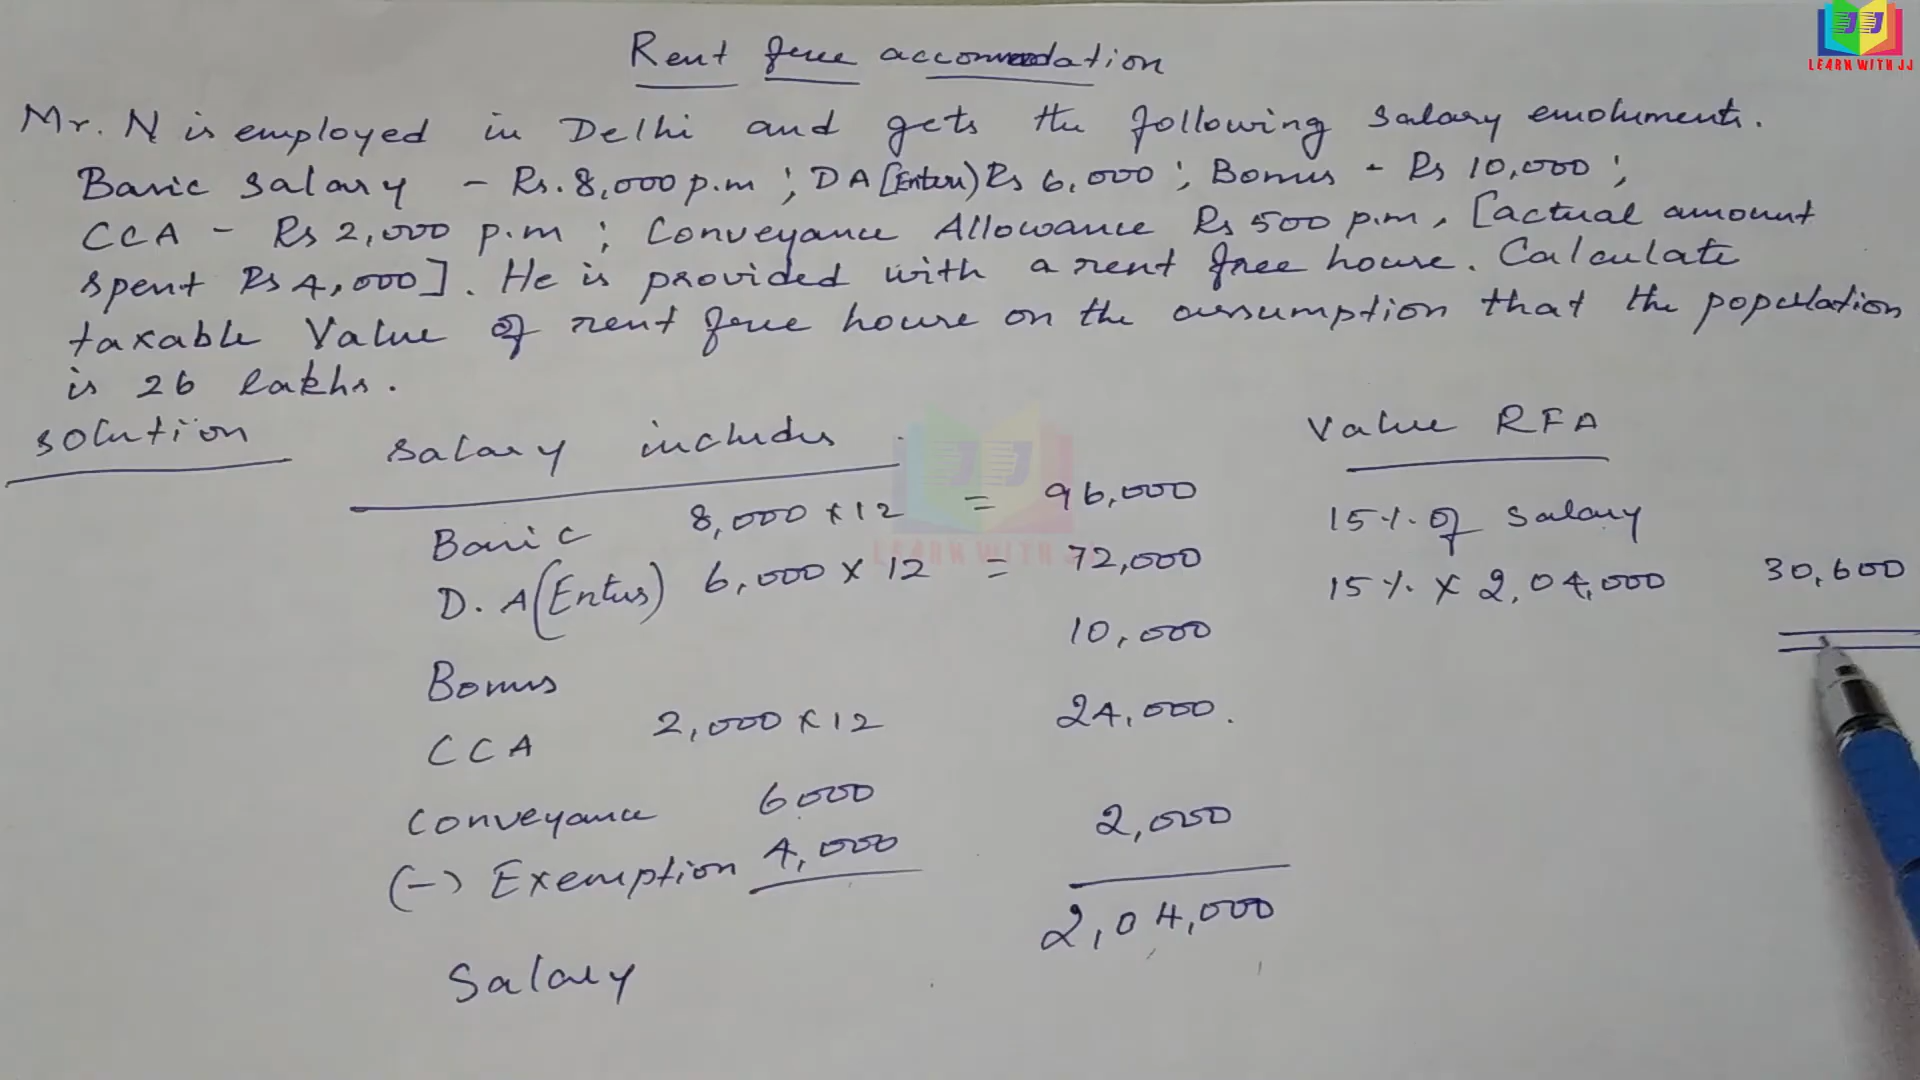 Rent free accommodation
LEARN WITH JJ
Mr. N is employed in Delhi and gets the following salary emoluments.
Basic salary - Rs. 8,000 p.m ; DA [Enters) Rs 6,000 ; Bonus - Rs 10,000 ;
CCA - Rs 2,000 p.m ; Conveyance Allowance Rs 500 p.m, [actual amount
spent Rs 4,000]. He is provided with a rent free house. Calculate
taxable Value of rent free house on the assumption that the population
is 26 lakhs.
solution
salary includes
Value RFA
Basic 8,000 x 12 = 96,000
15% of salary
D.A (Enters) 6,000 x 12 = 72,000
15% x 2,04,000 30,600
Bonus 10,000
CCA 2,000 x 12 24,000.
Conveyance 6000
(-) Exemption 4,000 2,000
Salary 2,04,000
LEARN WITH J